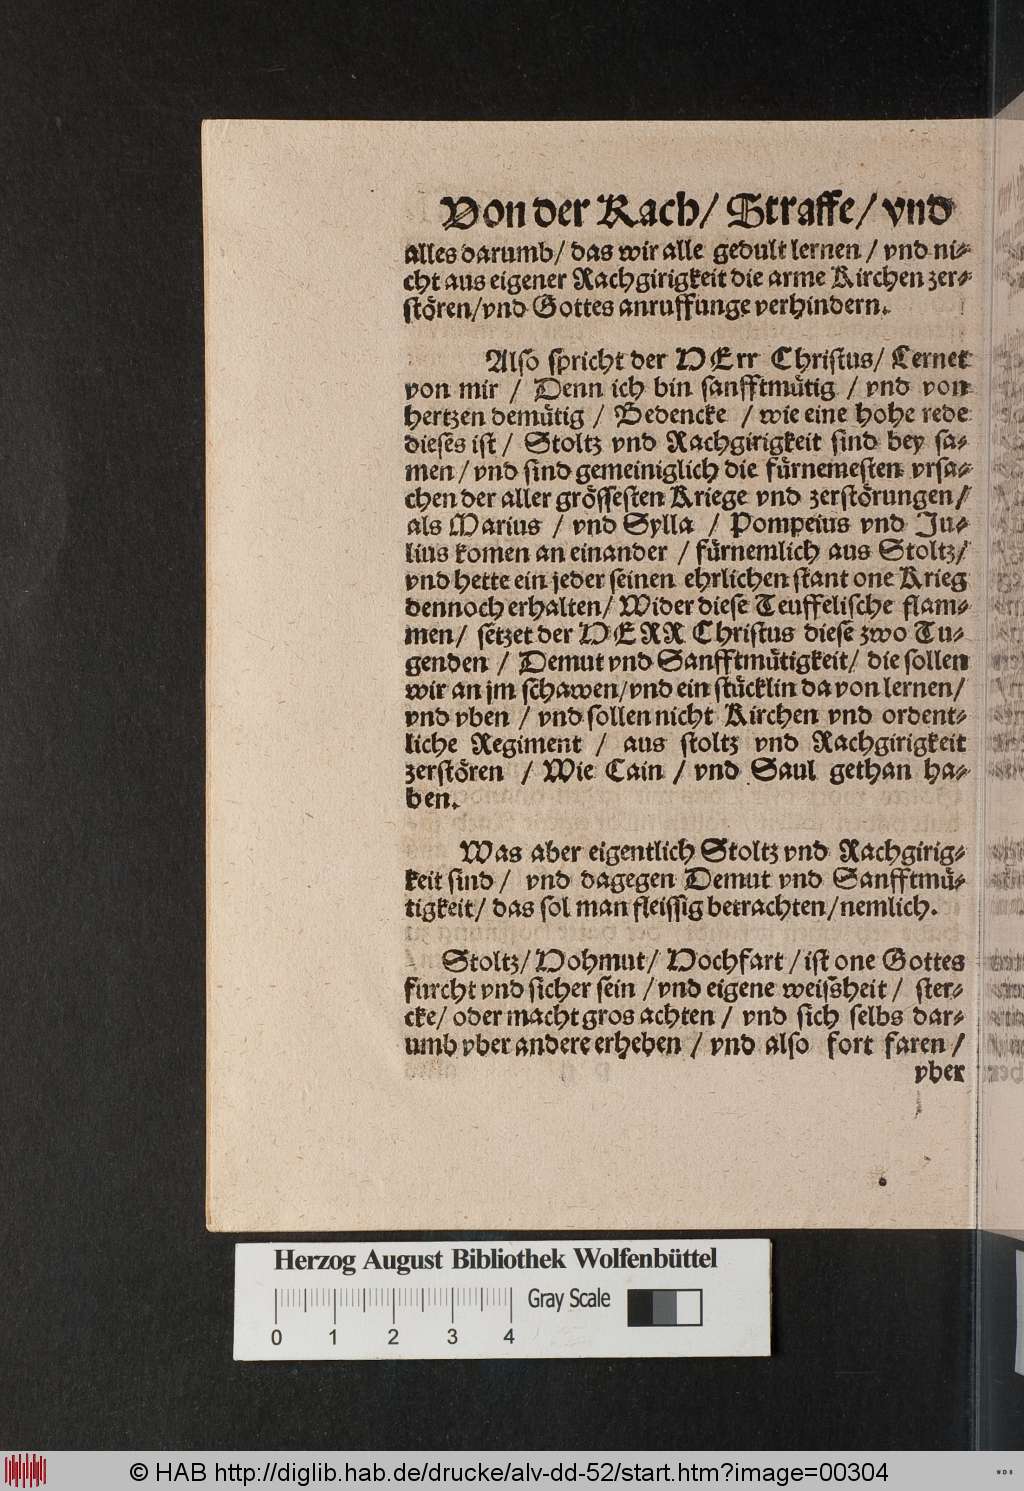 Von der Rach/ Straffe/ vnd
alles darumb/ das wir alle gedult lernen / vnd ni-
cht aus eigener Rachgirigkeit die arme Kirchen zer-
stören/vnd Gottes anruffunge verhindern.
Also spricht der HErr Christus/ Lernet
von mir / Denn ich bin sanfftmütig / vnd von
hertzen demütig / Bedencke / wie eine hohe rede
dieses ist / Stoltz vnd Rachgirigkeit sind bey sa-
men/ vnd sind gemeiniglich die fürnemesten vrsa-
chen der aller grössesten Kriege vnd zerstörungen/
als Marius / vnd Sylla / Pompeius vnd Ju-
lius komen an einander / fürnemlich aus Stoltz/
vnd hette ein jeder seinen ehrlichen stant one Krieg
dennoch erhalten/ Wider diese Teuffelische flam-
men/ setzet der HERR Christus diese zwo Tu-
genden / Demut vnd Sanfftmütigkeit/ die sollen
wir an jm schawen/vnd ein stücklin da von lernen/
vnd vben / vnd sollen nicht Kirchen vnd ordent-
liche Regiment / aus stoltz vnd Rachgirigkeit
zerstören / Wie Cain / vnd Saul gethan ha-
ben.
Was aber eigentlich Stoltz vnd Rachgirig-
keit sind / vnd dagegen Demut vnd Sanfftmü-
tigkeit/ das sol man fleissig betrachten/nemlich.
Stoltz/ Hohmut/ Hochfart / ist one Gottes
furcht vnd sicher sein / vnd eigene weisheit / ster-
cke/ oder macht gros achten / vnd sich selbs dar-
umb vber andere erheben / vnd also fort faren /
vber
Herzog August Bibliothek Wolfenbüttel
Gray Scale
0 1 2 3 4
© HAB http://diglib.hab.de/drucke/alv-dd-52/start.htm?image=00304